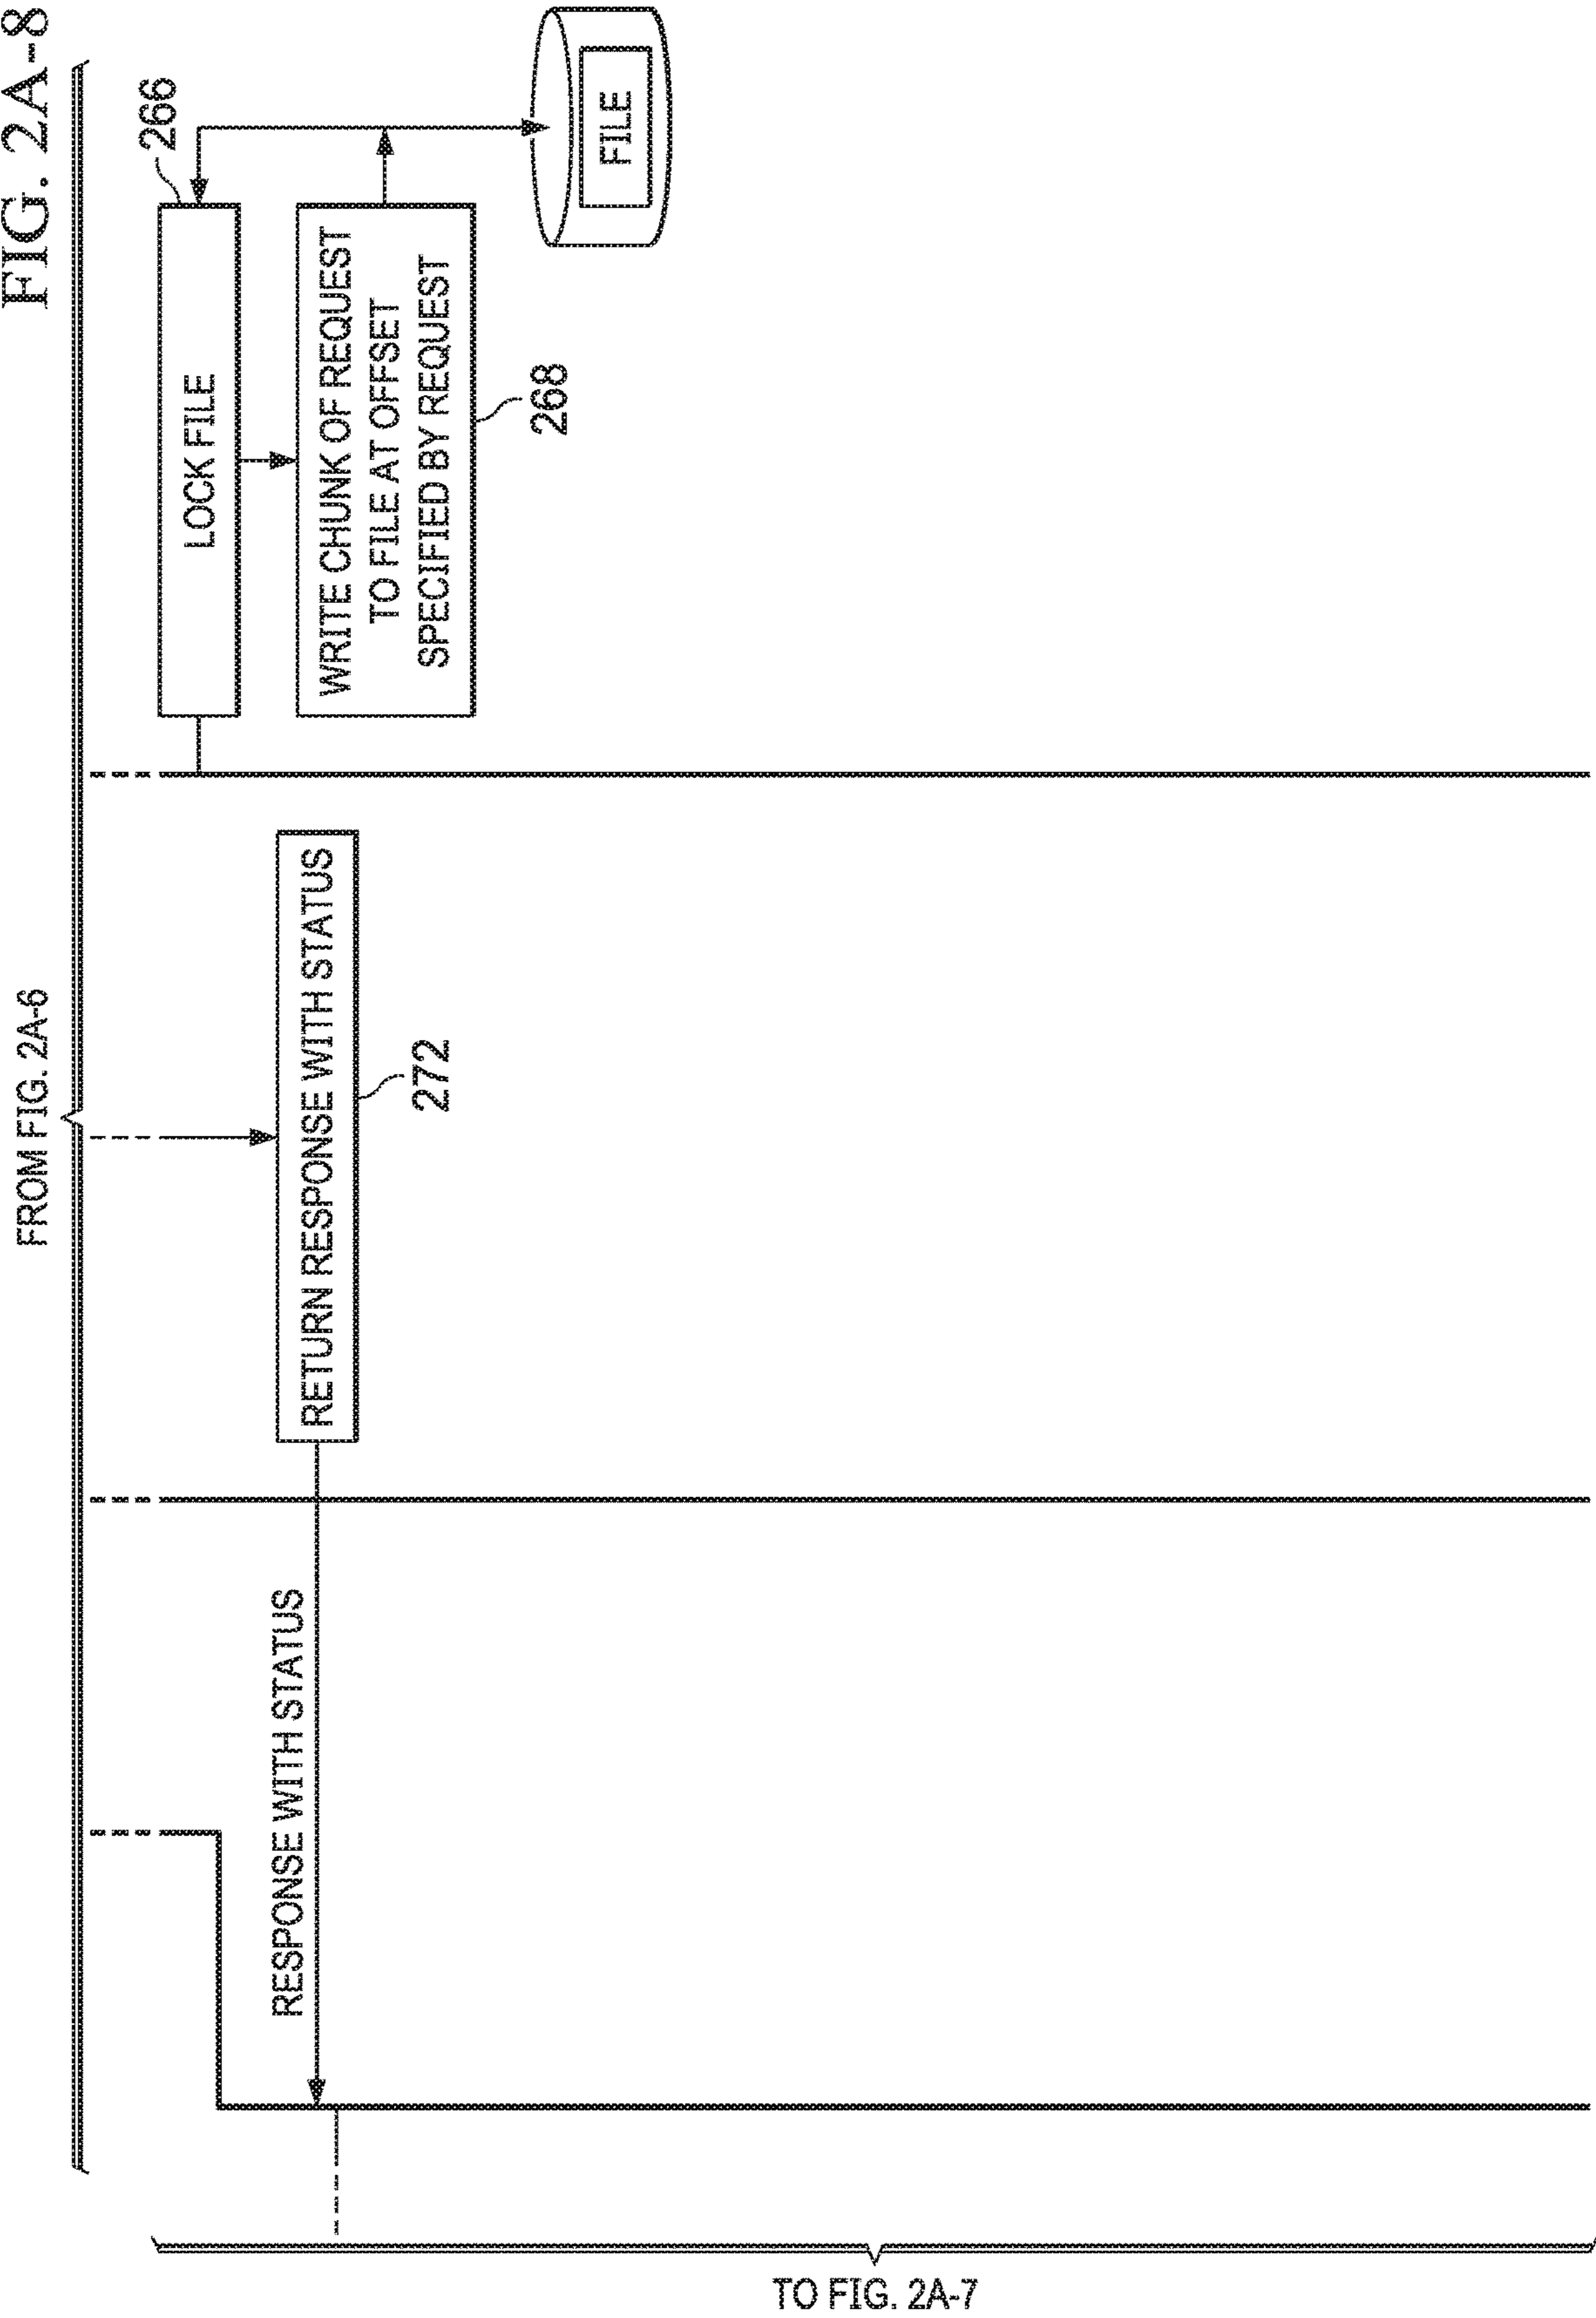 FIG. 2A-8
FROM FIG. 2A-6
266
LOCK FILE
WRITE CHUNK OF REQUEST
TO FILE AT OFFSET
SPECIFIED BY REQUEST
268
FILE
RETURN RESPONSE WITH STATUS
272
RESPONSE WITH STATUS
TO FIG. 2A-7